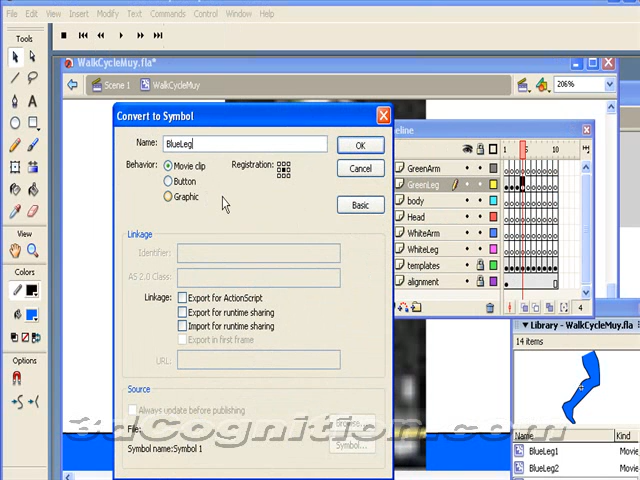 File Edit View Insert Modify Text Commands Control Window Help
Tools
WalkCycleMuy.fla*
Scene 1 WalkCycleMuy
206%
Convert to Symbol
Name: BlueLeg
OK
Behavior: Movie clip
Registration:
Cancel
Button
Graphic
Basic
Linkage
Identifier:
AS 2.0 Class:
Linkage: Export for ActionScript
Export for runtime sharing
Import for runtime sharing
Export in first frame
URL:
Source
Always update before publishing
Browse...
File:
Symbol...
Symbol name:Symbol 1
eline
1 5 10
GreenArm
GreenLeg
body
Head
WhiteArm
WhiteLeg
templates
alignment
4
View
Colors
Options
Library - WalkCycleMuy.fla
14 items
Name Kind
BlueLeg1 Movie
BlueLeg2 Movie
3dCognition.com